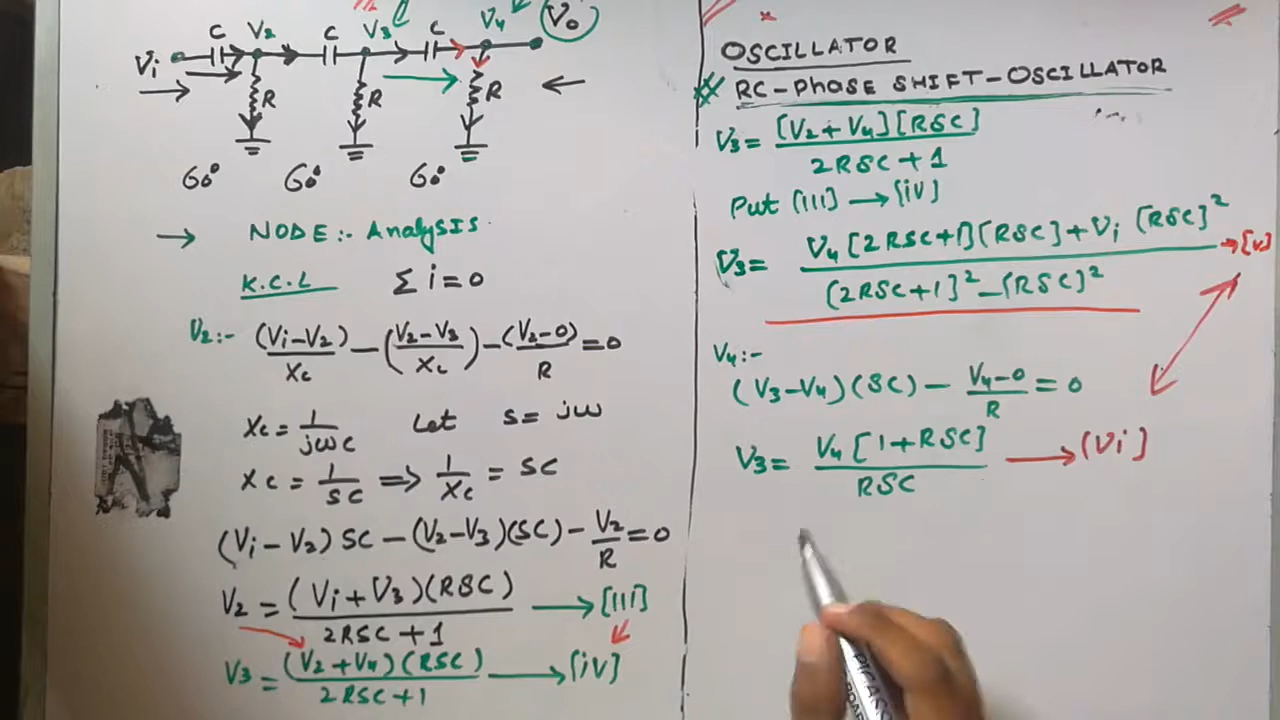 C V₂ C V₃ C V₄ V₀
Vi
R R R
60° 60° 60°
→ NODE:- Analysis.
K.C.L Σi=0
V₂:- (Vi-V₂)/Xc - ((V₂-V₃)/Xc) - (V₂-0)/R = 0
Xc = 1/jωc Let S = jω
Xc = 1/SC ⇒ 1/Xc = SC
(Vi - V₂) SC - (V₂-V₃)(SC) - V₂/R = 0
V₂ = (Vi + V₃)(RSC)/2RSC + 1 → [III]
V₃ = (V₂+V₄)(RSC)/2RSC+1 → [iV]
OSCILLATOR
RC-PhASE SHIFT-OSCILLATOR
V₃ = [V₂+V₄][RSC]/2RSC+1
Put [III] → [iV]
V₃ = V₄[2RSC+1][RSC]+Vi [RSC]²/[2RSC+1]²-[RSC]² → [V]
V₄:-
(V₃-V₄)(SC) - V₄-0/R = 0
V₃ = V₄[1+RSC]/RSC → [Vi]
PICASSO